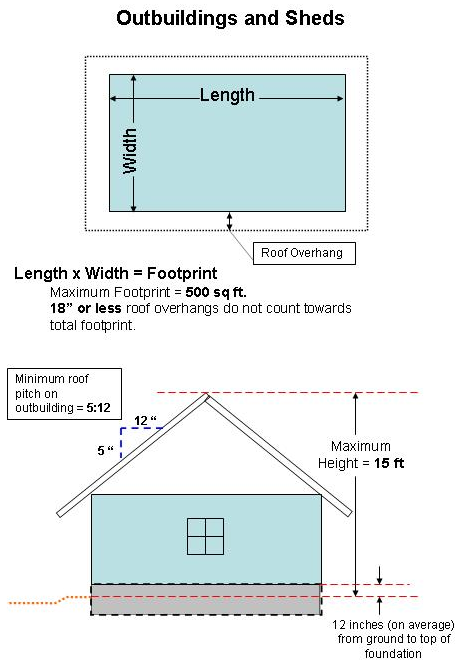 Outbuildings and Sheds
Length
Width
Roof Overhang
Length x Width = Footprint
Maximum Footprint = 500 sq ft.
18” or less roof overhangs do not count towards
total footprint.
Minimum roof
pitch on
outbuilding = 5:12
12 “
5 “
Maximum
Height = 15 ft
12 inches (on average)
from ground to top of
foundation